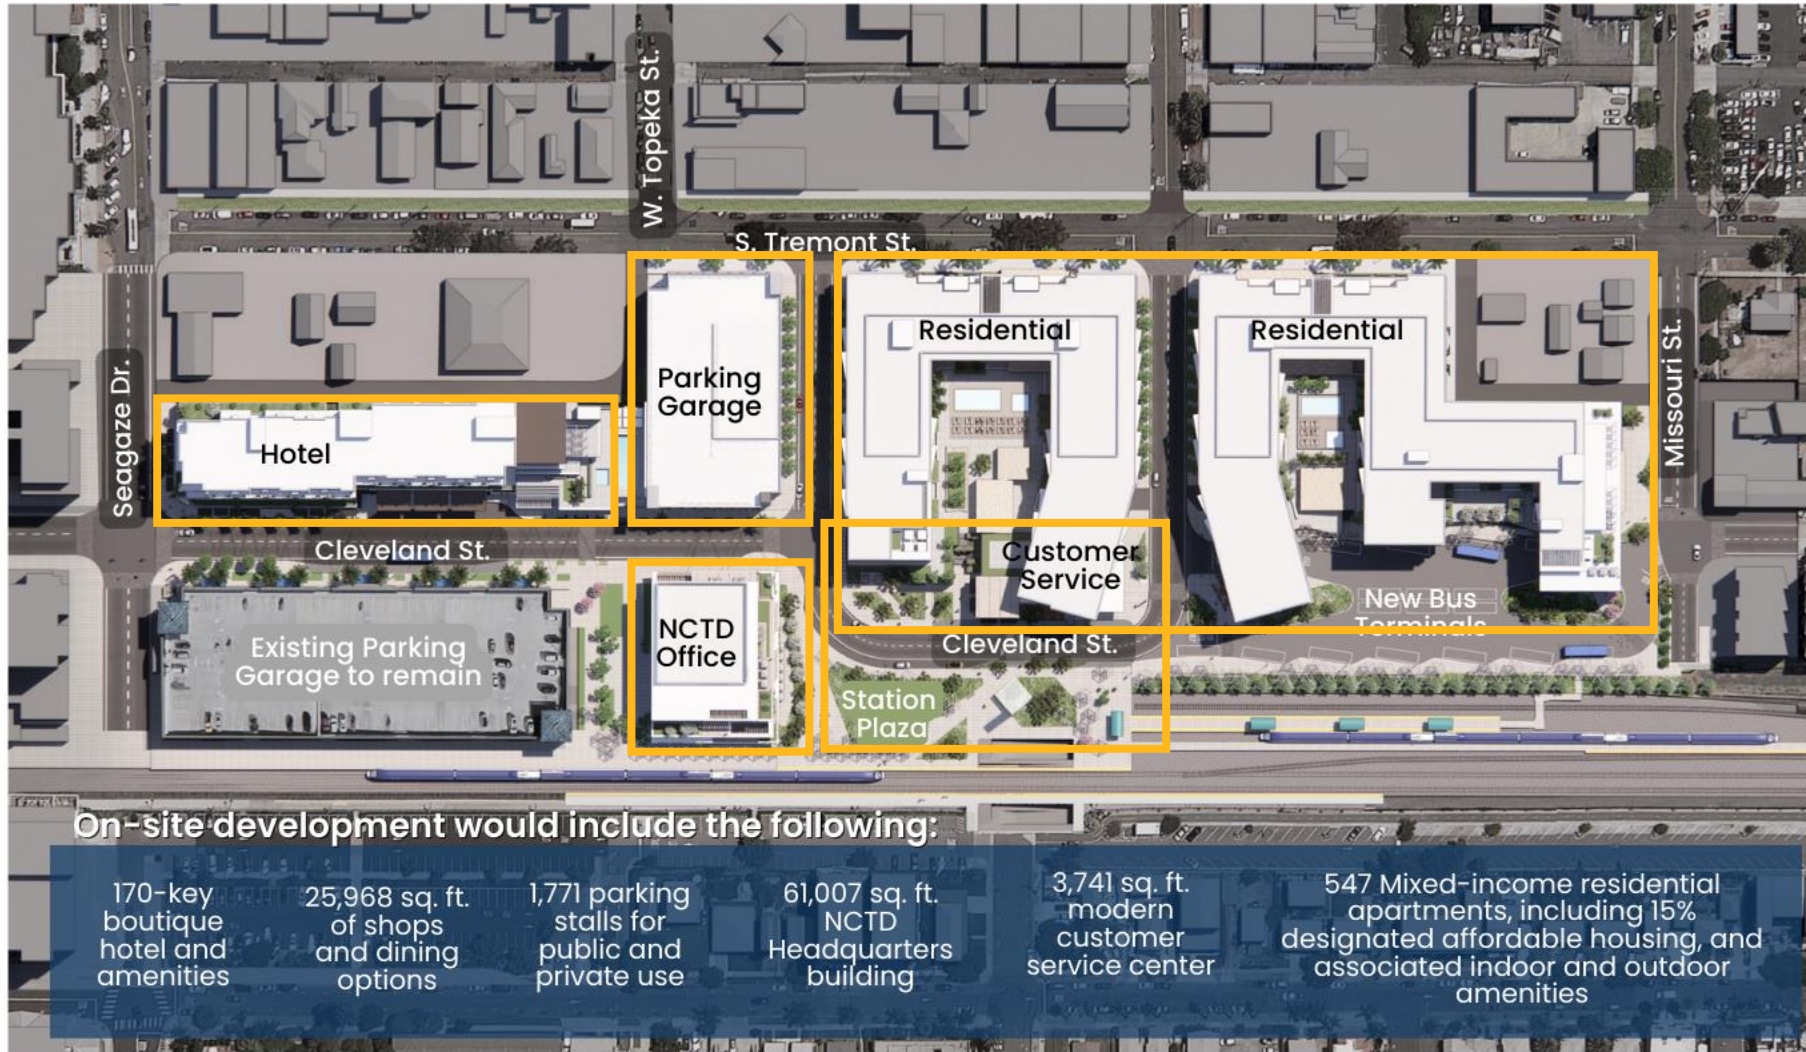 W. Topeka St.
S. Tremont St.
Residential
Residential
Parking
Garage
Seagaze Dr.
Missouri St.
Hotel
Cleveland St.
Customer
Service
New Bus
Terminals
NCTD
Office
Existing Parking
Garage to remain
Cleveland St.
Station
Plaza
On-site development would include the following:
170-key
boutique
hotel and
amenities
25,968 sq. ft.
of shops
and dining
options
1,771 parking
stalls for
public and
private use
61,007 sq. ft.
NCTD
Headquarters
building
3,741 sq. ft.
modern
customer
service center
547 Mixed-income residential
apartments, including 15%
designated affordable housing, and
associated indoor and outdoor
amenities